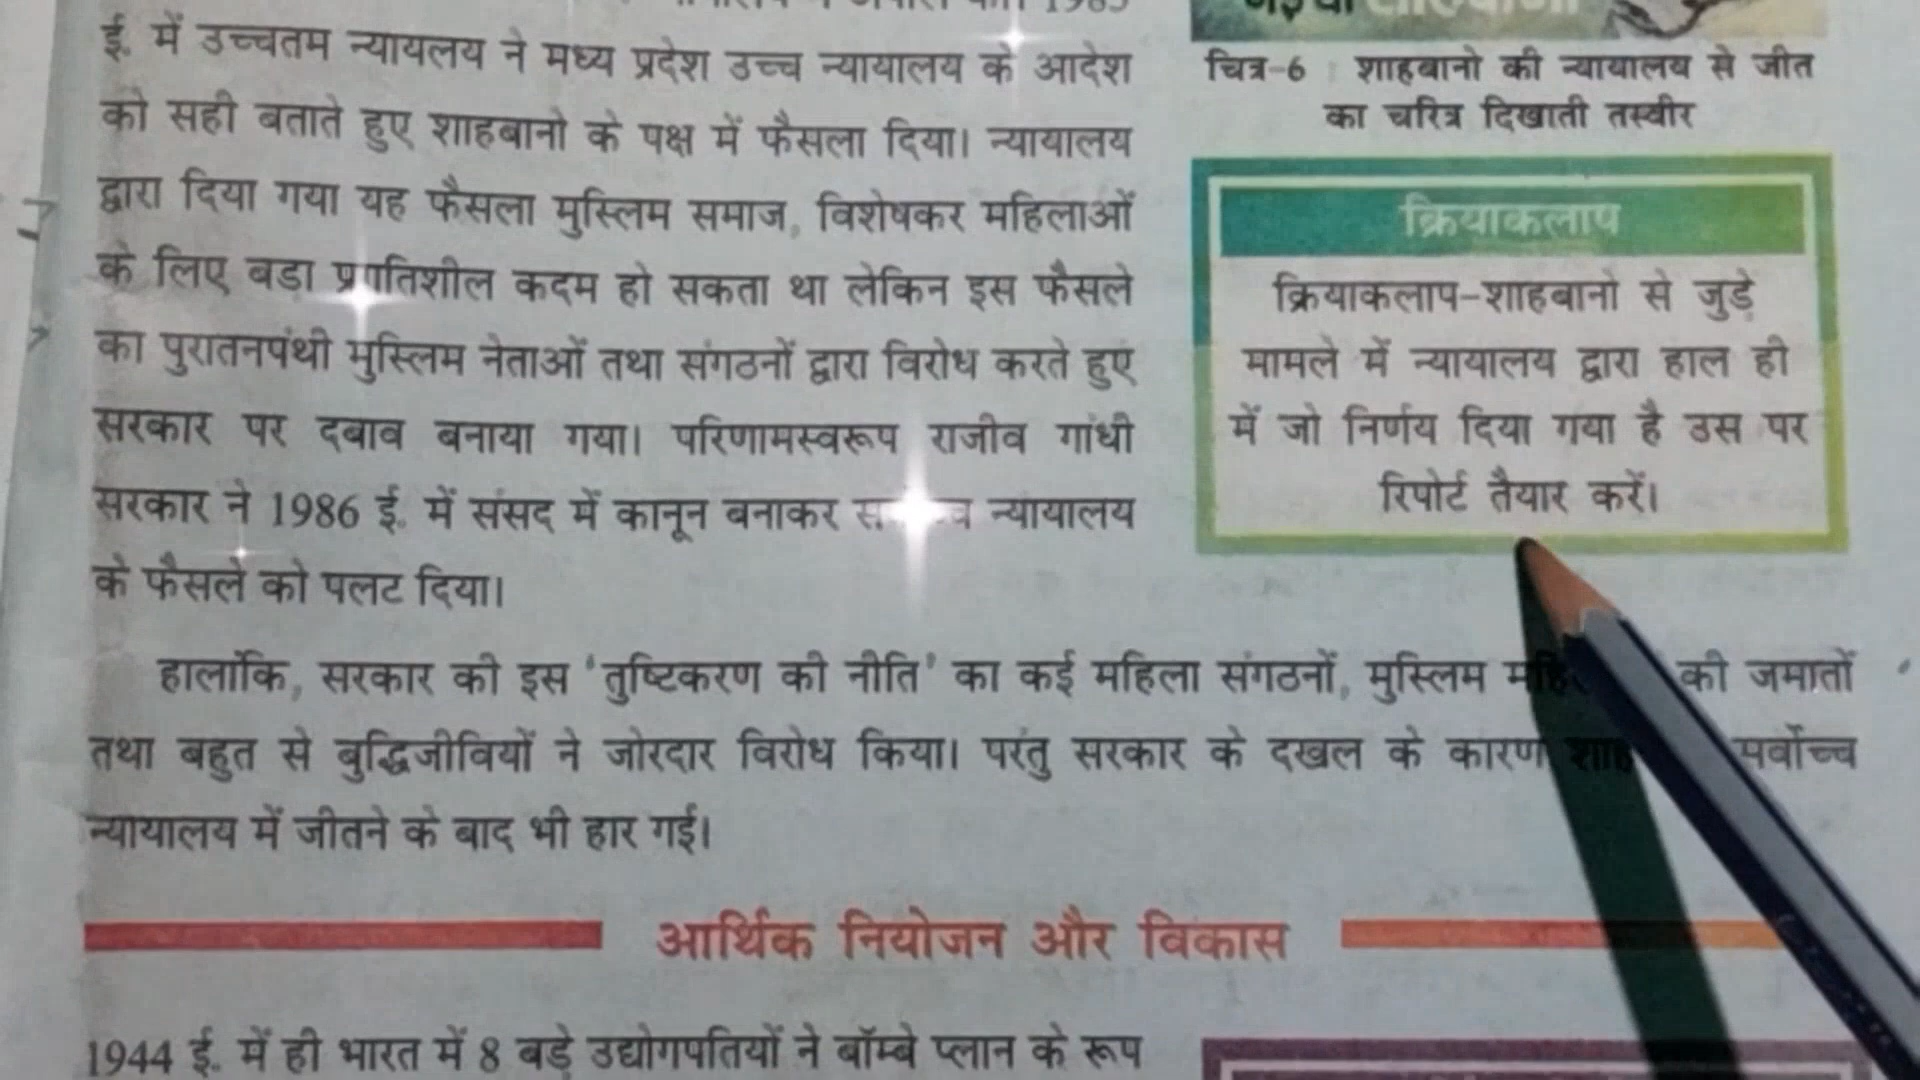 ई. में उच्चतम न्यायलय ने मध्य प्रदेश उच्च न्यायालय के आदेश
को सही बताते हुए शाहबानो के पक्ष में फैसला दिया। न्यायालय
द्वारा दिया गया यह फैसला मुस्लिम समाज, विशेषकर महिलाओं
के लिए बड़ा प्रगतिशील कदम हो सकता था लेकिन इस फैसले
का पुरातनपंथी मुस्लिम नेताओं तथा संगठनों द्वारा विरोध करते हुए
सरकार पर दबाव बनाया गया। परिणामस्वरूप राजीव गांधी
सरकार ने 1986 ई. में संसद में कानून बनाकर न्यायालय
के फैसले को पलट दिया।
चित्र-6 : शाहबानो की न्यायालय से जीत
का चरित्र दिखाती तस्वीर
क्रियाकलाप
क्रियाकलाप-शाहबानो से जुड़े
मामले में न्यायालय द्वारा हाल ही
में जो निर्णय दिया गया है उस पर
रिपोर्ट तैयार करें।
हालांकि, सरकार की इस 'तुष्टिकरण की नीति' का कई महिला संगठनों, मुस्लिम की जमातों
तथा बहुत से बुद्धिजीवियों ने जोरदार विरोध किया। परंतु सरकार के दखल के कारण सर्वोच्च
न्यायालय में जीतने के बाद भी हार गई।
आर्थिक नियोजन और विकास
1944 ई. में ही भारत में 8 बड़े उद्योगपतियों ने बॉम्बे प्लान के रूप